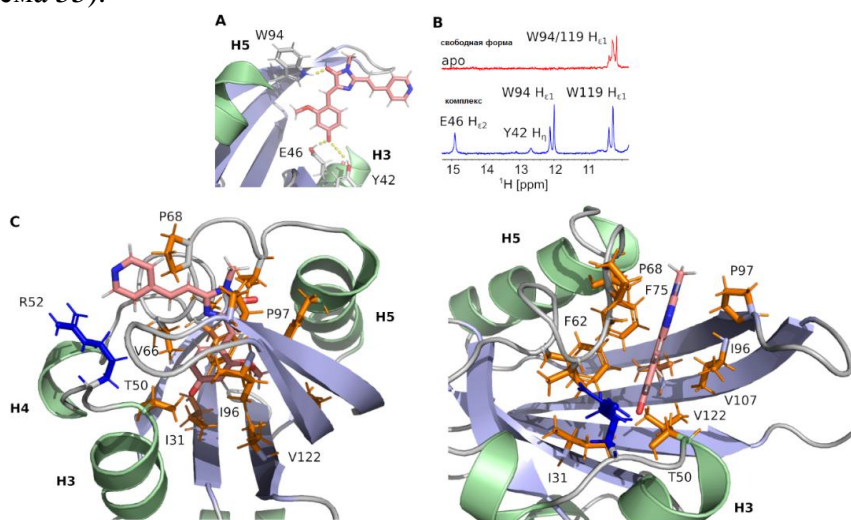 ема 33).
A
B
H5
W94
E46
H3
Y42
свободная форма
W94/119 Hε1
apo
комплекс
W94 Hε1
W119 Hε1
E46 Hε2
Y42 Hη
15 14 13 12 11
¹H [ppm]
C
P68
R52
P97
H5
V66
T50
I96
H4
I31
V122
H3
H5
P68
P97
F75
F62
I96
V107
V122
I31
T50
H3